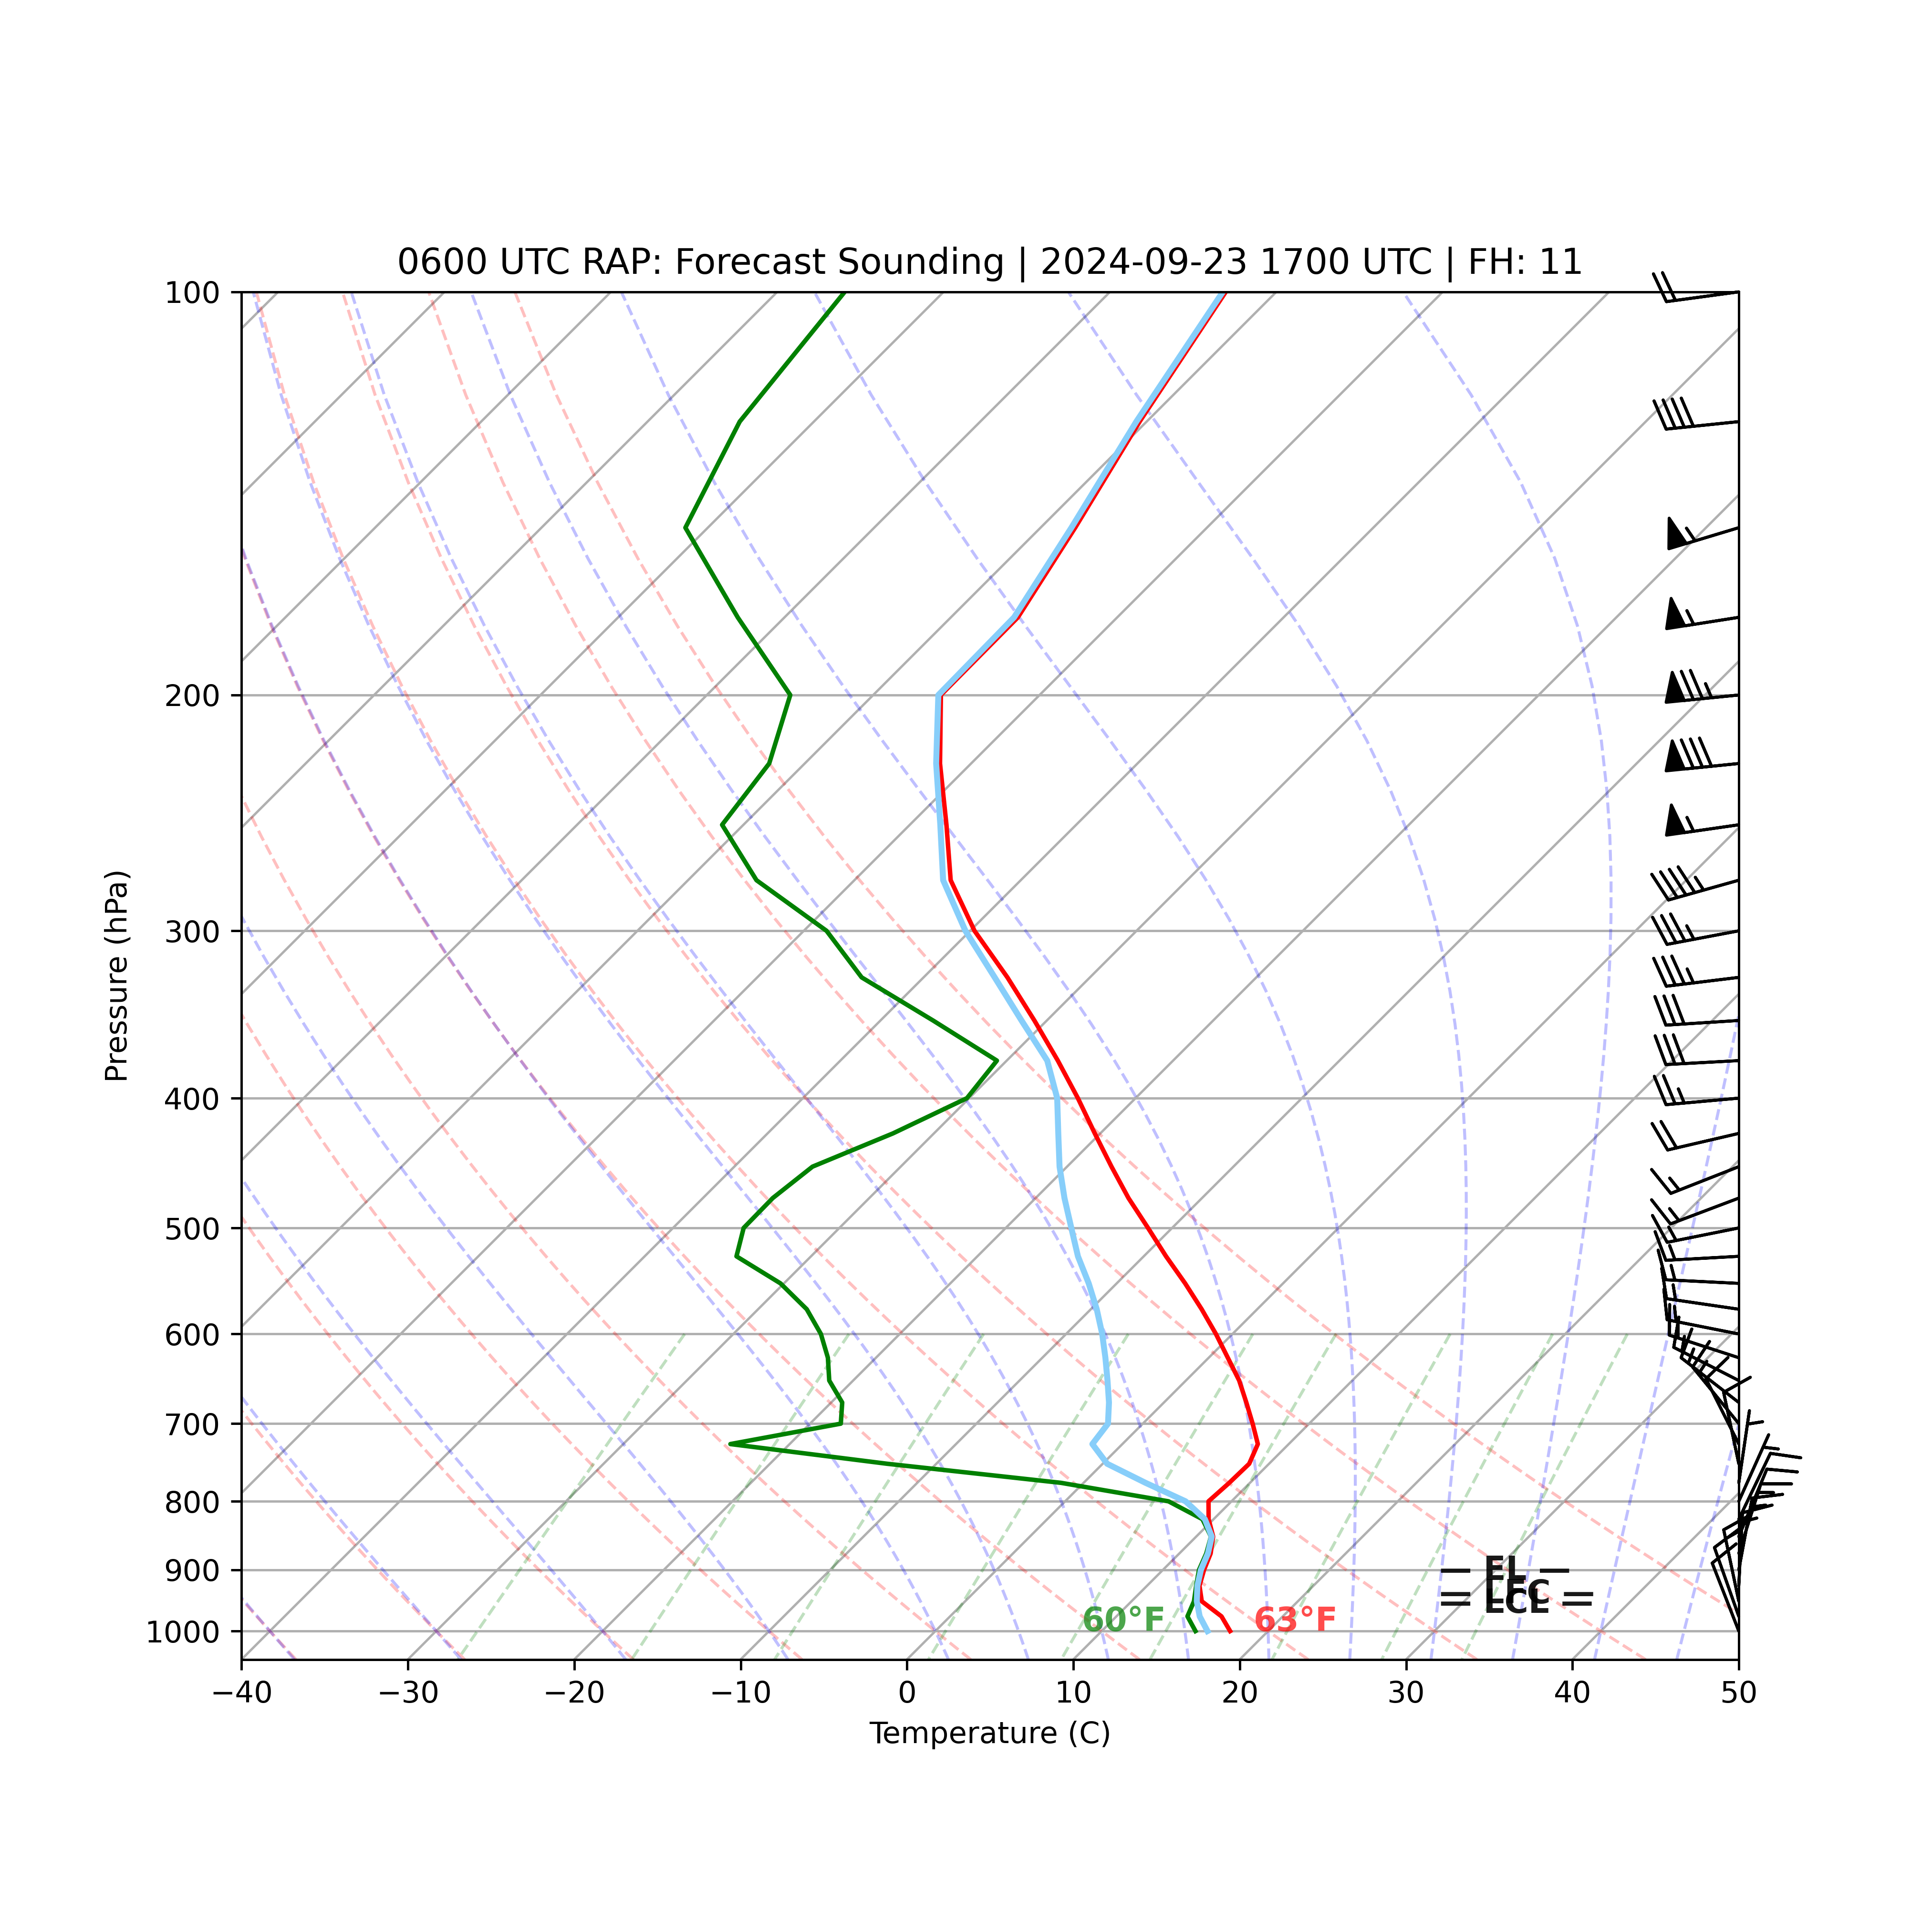 0600 UTC RAP: Forecast Sounding | 2024-09-23 1700 UTC | FH: 11
100
200
300
400
500
600
700
800
900
1000
Pressure (hPa)
— EL —
— LCL —
60°F
63°F
−40
−30
−20
−10
0
10
20
30
40
50
Temperature (C)